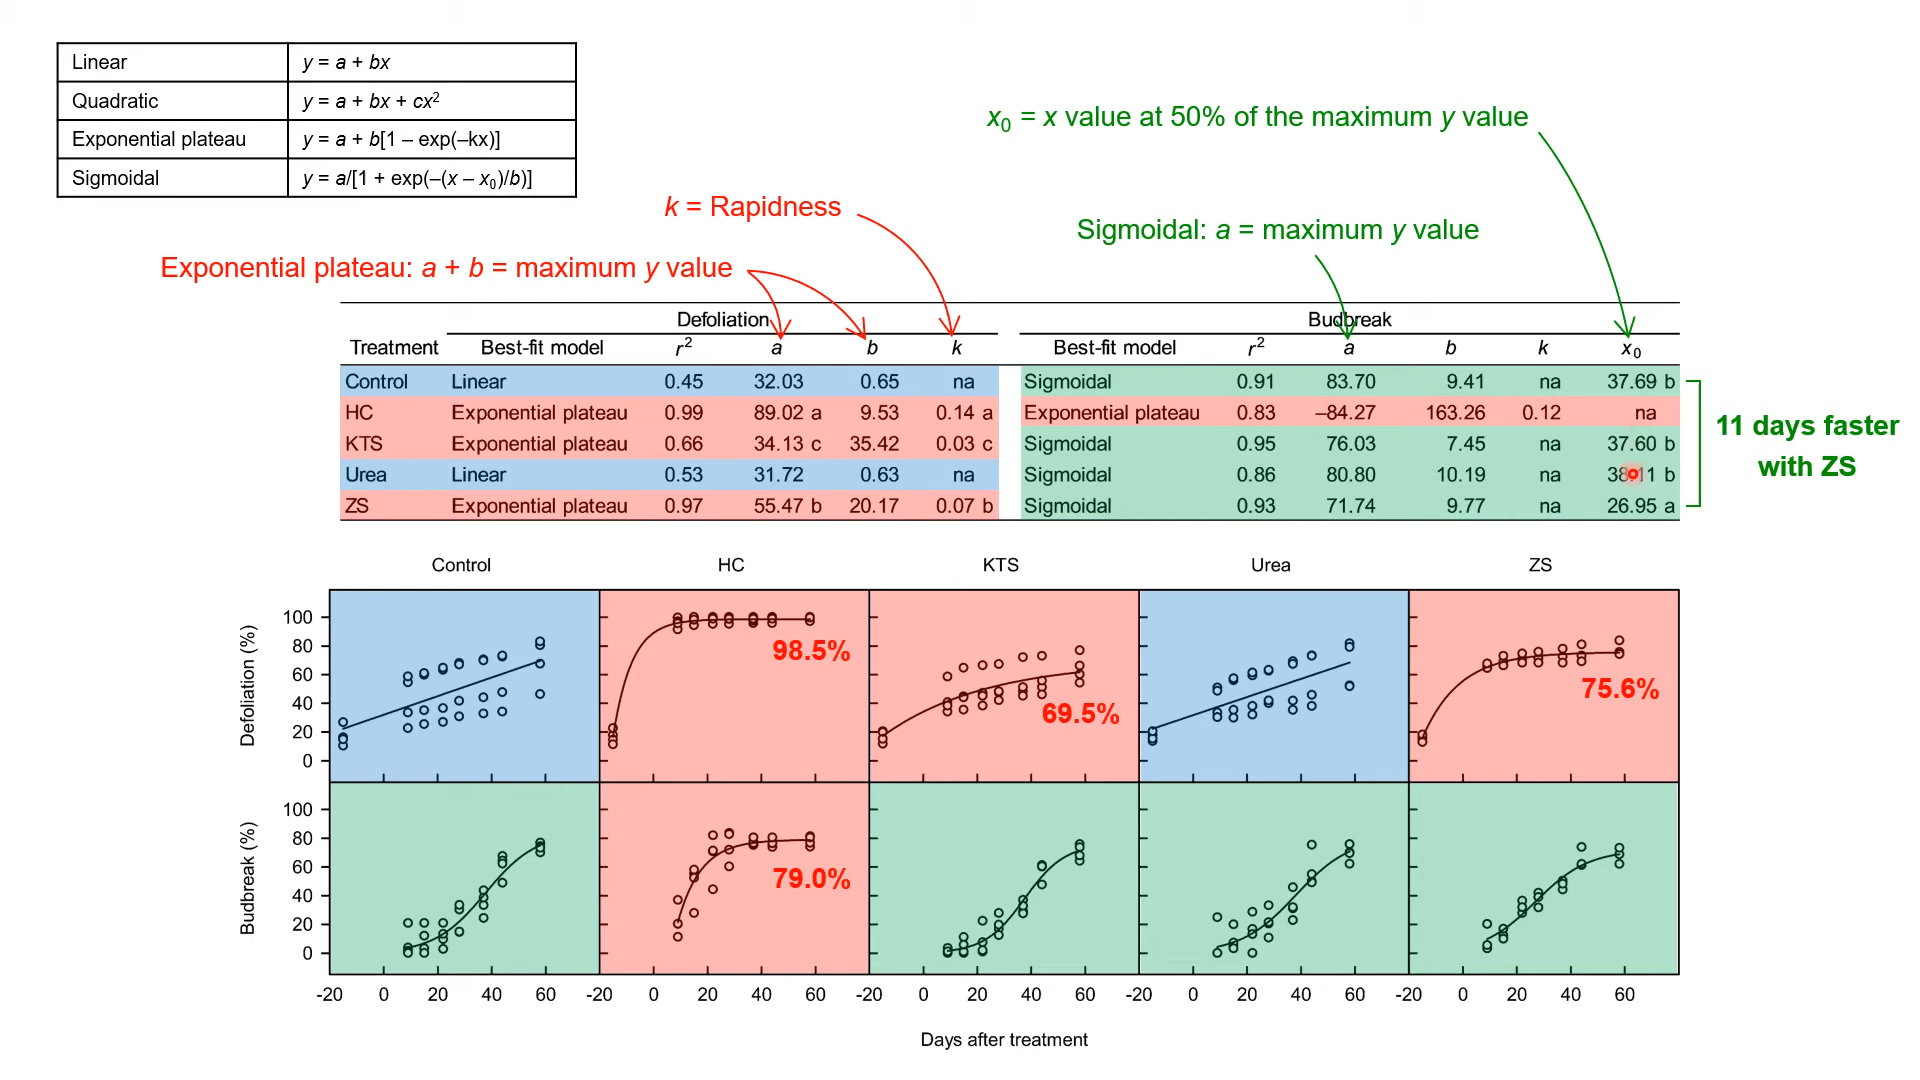 Linear y = a + bx
Quadratic y = a + bx + cx²
Exponential plateau y = a + b[1 – exp(–kx)]
Sigmoidal y = a/[1 + exp(–(x – x₀)/b)]
x₀ = x value at 50% of the maximum y value
k = Rapidness
Sigmoidal: a = maximum y value
Exponential plateau: a + b = maximum y value
Defoliation Budbreak
Treatment Best-fit model r² a b k Best-fit model r² a b k x₀
Control Linear 0.45 32.03 0.65 na Sigmoidal 0.91 83.70 9.41 na 37.69 b
HC Exponential plateau 0.99 89.02 a 9.53 0.14 a Exponential plateau 0.83 –84.27 163.26 0.12 na
KTS Exponential plateau 0.66 34.13 c 35.42 0.03 c Sigmoidal 0.95 76.03 7.45 na 37.60 b
Urea Linear 0.53 31.72 0.63 na Sigmoidal 0.86 80.80 10.19 na b
ZS Exponential plateau 0.97 55.47 b 20.17 0.07 b Sigmoidal 0.93 71.74 9.77 na 26.95 a
11 days faster
with ZS
Control HC KTS Urea ZS
Defoliation (%)
100
80
60
40
20
0
98.5%
69.5%
75.6%
Budbreak (%)
100
80
60
40
20
0
79.0%
-20 0 20 40 60 -20 0 20 40 60 -20 0 20 40 60 -20 0 20 40 60 -20 0 20 40 60
Days after treatment